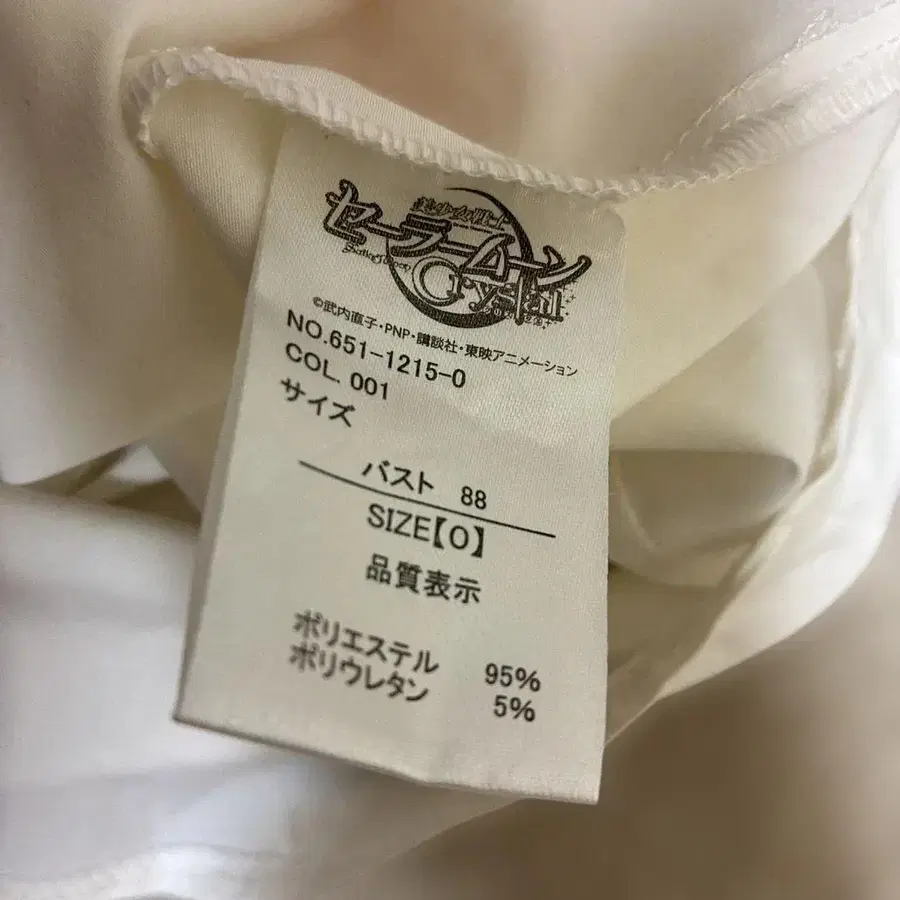 美少女戦士
セーラームーン
Sailor Moon
Crystal
©武内直子・PNP・講談社・東映アニメーション
NO.651-1215-0
COL. 001
サイズ
バスト 88
SIZE【0】
品質表示
ポリエステル 95%
ポリウレタン 5%